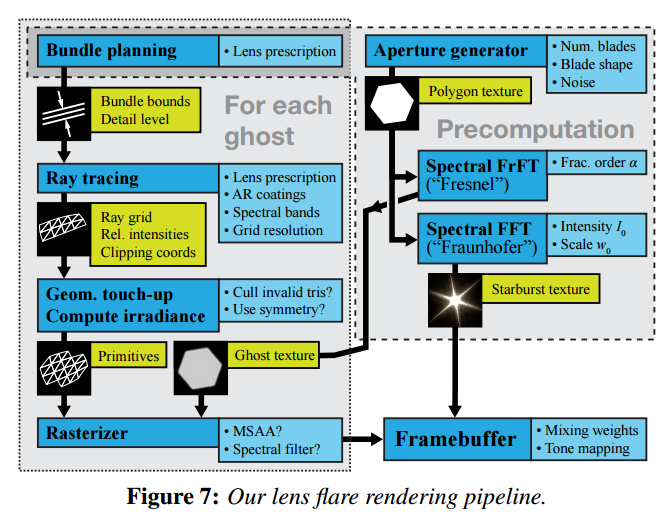 Bundle planning
• Lens prescription
Bundle bounds
Detail level
For each
ghost
Ray tracing
• Lens prescription
• AR coatings
• Spectral bands
• Grid resolution
Ray grid
Rel. intensities
Clipping coords
Geom. touch-up
Compute irradiance
• Cull invalid tris?
• Use symmetry?
Primitives
Ghost texture
Rasterizer
• MSAA?
• Spectral filter?
Aperture generator
• Num. blades
• Blade shape
• Noise
Polygon texture
Precomputation
Spectral FrFT
("Fresnel")
• Frac. order α
Spectral FFT
("Fraunhofer")
• Intensity I₀
• Scale w₀
Starburst texture
Framebuffer
• Mixing weights
• Tone mapping
Figure 7: Our lens flare rendering pipeline.